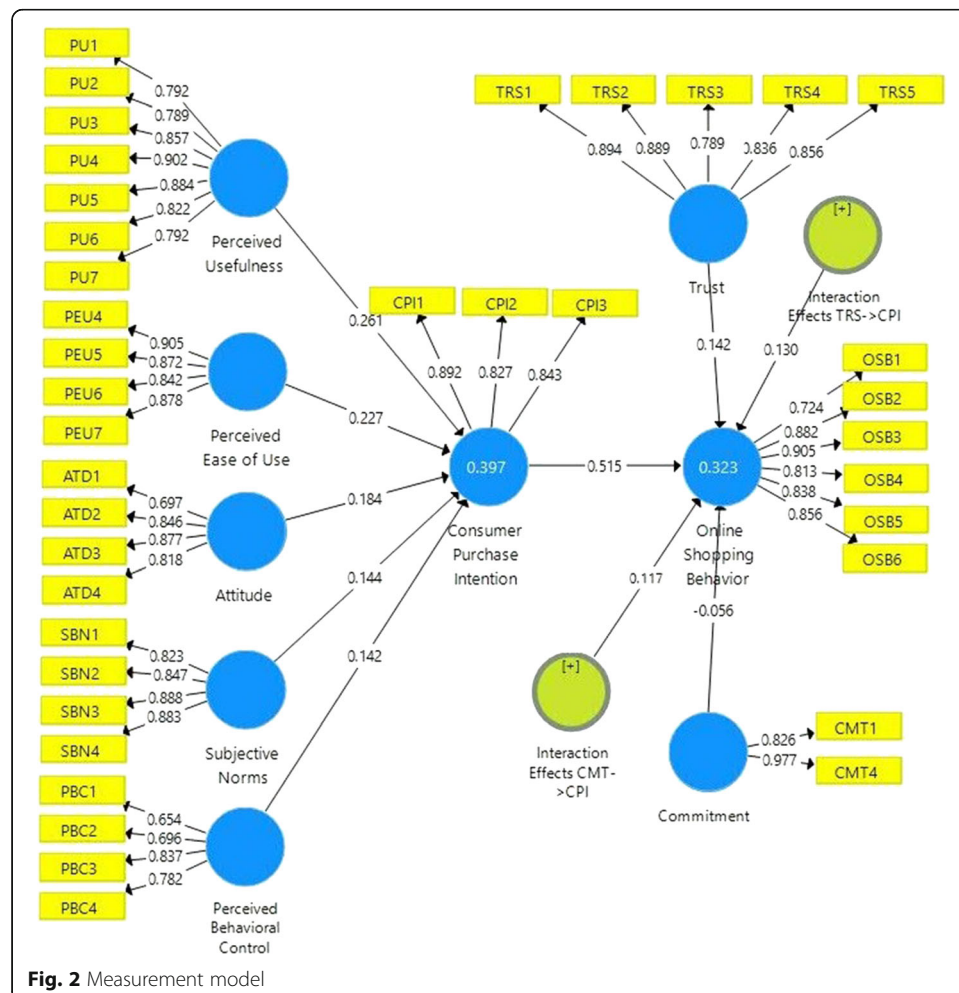 PU1
PU2
PU3
PU4
PU5
PU6
PU7
0.792
0.789
0.857
0.902
0.884
0.822
0.792
Perceived
Usefulness
0.261
PEU4
PEU5
PEU6
PEU7
0.905
0.872
0.842
0.878
Perceived
Ease of Use
0.227
ATD1
ATD2
ATD3
ATD4
0.697
0.846
0.877
0.818
Attitude
0.184
SBN1
SBN2
SBN3
SBN4
0.823
0.847
0.888
0.883
Subjective
Norms
0.144
PBC1
PBC2
PBC3
PBC4
0.654
0.696
0.837
0.782
Perceived
Behavioral
Control
0.142
CPI1
CPI2
CPI3
0.892
0.827
0.843
0.397
Consumer
Purchase
Intention
0.515
TRS1
TRS2
TRS3
TRS4
TRS5
0.894
0.889
0.789
0.836
0.856
Trust
0.142
[+]
Interaction
Effects TRS->CPI
0.130
OSB1
OSB2
OSB3
OSB4
OSB5
OSB6
0.724
0.882
0.905
0.813
0.838
0.856
0.323
Online
Shopping
Behavior
0.117
-0.056
[+]
Interaction
Effects CMT-
>CPI
CMT1
CMT4
0.826
0.977
Commitment
Fig. 2 Measurement model